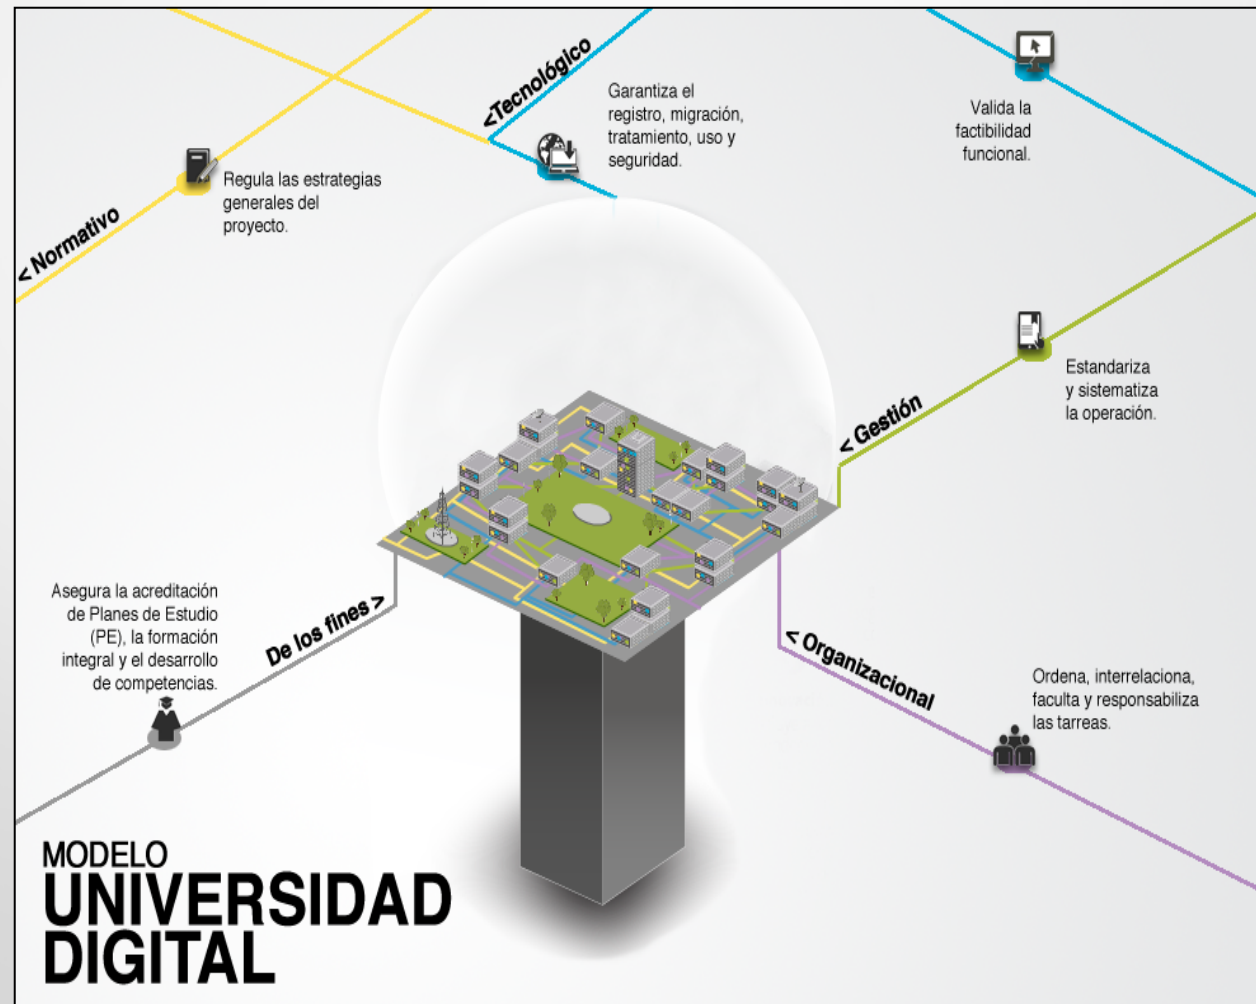 <Tecnológico
Garantiza el
registro, migración,
tratamiento, uso y
seguridad.
Valida la
factibilidad
funcional.
Regula las estrategias
generales del
proyecto.
< Normativo
Estandariza
y sistematiza
la operación.
< Gestión
Asegura la acreditación
de Planes de Estudio
(PE), la formación
integral y el desarrollo
de competencias.
De los fines >
< Organizacional
Ordena, interrelaciona,
faculta y responsabiliza
las tarreas.
MODELO
UNIVERSIDAD
DIGITAL